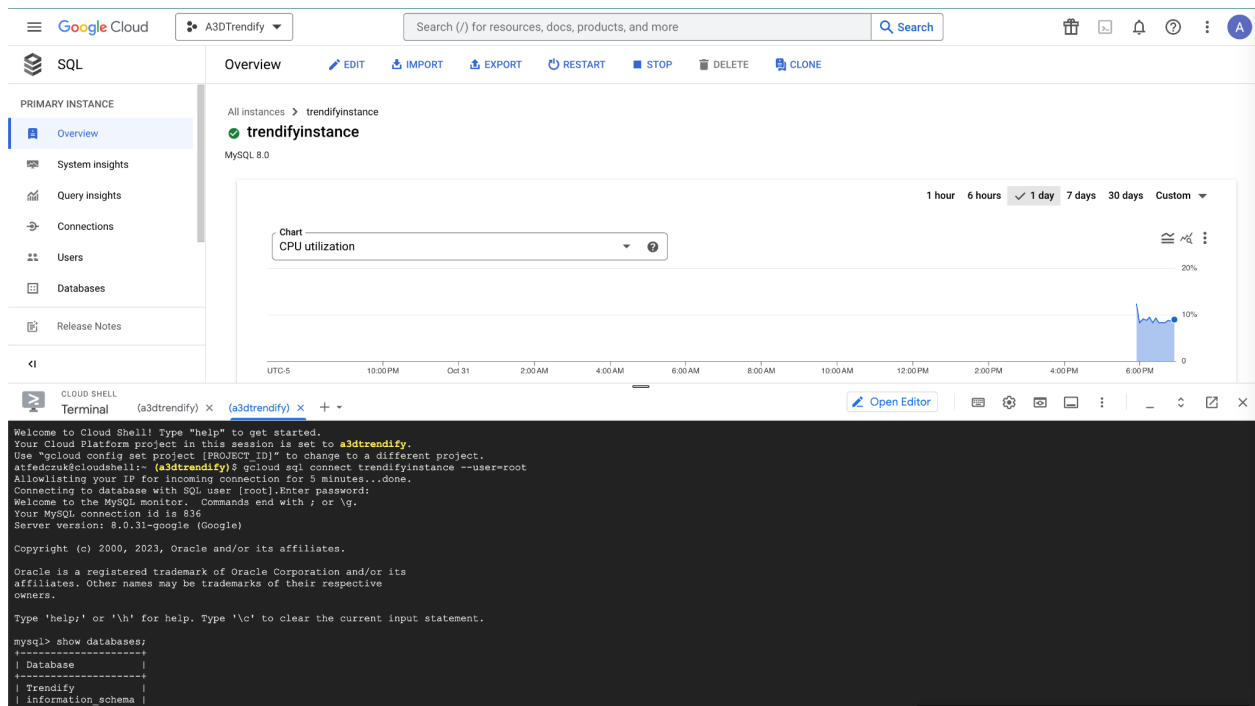 Google Cloud A3DTrendify Search (/) for resources, docs, products, and more Search A
SQL Overview EDIT IMPORT EXPORT RESTART STOP DELETE CLONE
PRIMARY INSTANCE
Overview
System insights
Query insights
Connections
Users
Databases
Release Notes
All instances > trendifyinstance
trendifyinstance
MySQL 8.0
1 hour 6 hours 1 day 7 days 30 days Custom
Chart
CPU utilization
20%
10%
0
UTC-5 10:00 PM Oct 31 2:00 AM 4:00 AM 6:00 AM 8:00 AM 10:00 AM 12:00 PM 2:00 PM 4:00 PM 6:00 PM
CLOUD SHELL
Terminal (a3dtrendify) × (a3dtrendify) × + Open Editor
Welcome to Cloud Shell! Type "help" to get started.
Your Cloud Platform project in this session is set to a3dtrendify.
Use "gcloud config set project [PROJECT_ID]" to change to a different project.
atfedczuk@cloudshell:~ (a3dtrendify)$ gcloud sql connect trendifyinstance --user=root
Allowlisting your IP for incoming connection for 5 minutes...done.
Connecting to database with SQL user [root].Enter password:
Welcome to the MySQL monitor.  Commands end with ; or \g.
Your MySQL connection id is 836
Server version: 8.0.31-google (Google)
Copyright (c) 2000, 2023, Oracle and/or its affiliates.
Oracle is a registered trademark of Oracle Corporation and/or its
affiliates. Other names may be trademarks of their respective
owners.
Type 'help;' or '\h' for help. Type '\c' to clear the current input statement.
mysql> show databases;
+--------------------+
| Database           |
+--------------------+
| Trendify           |
| information_schema |